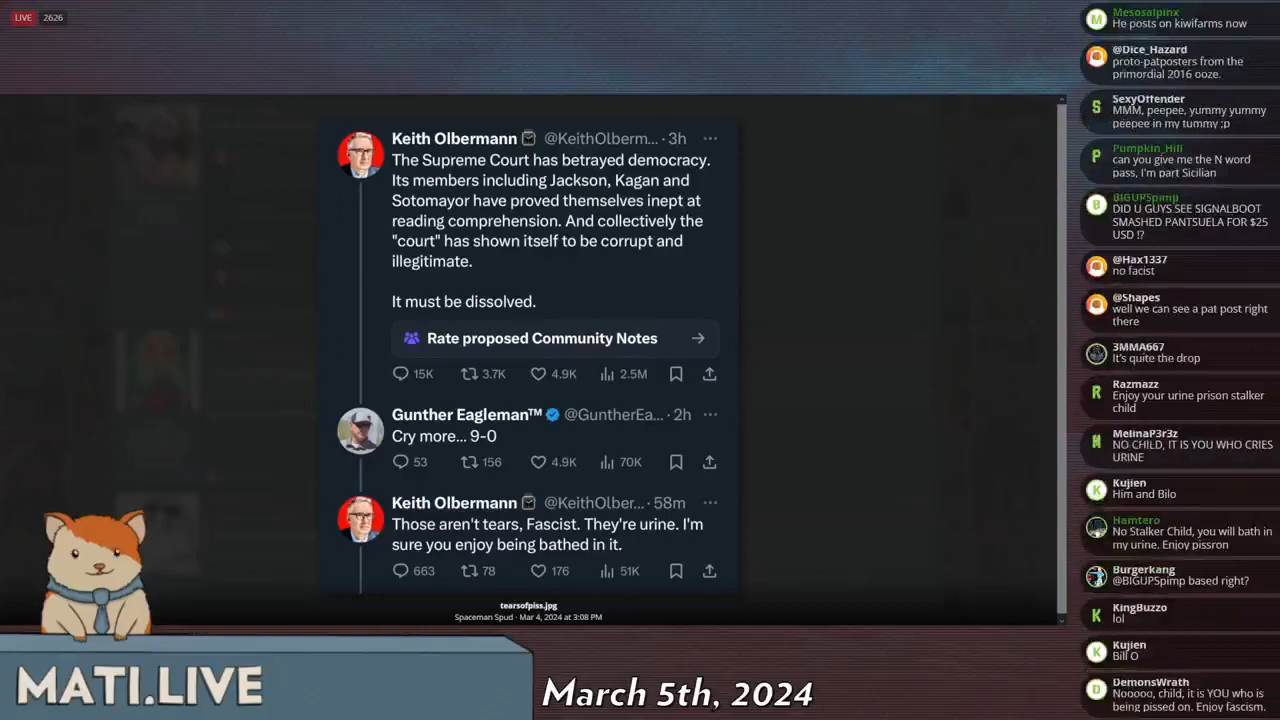 LIVE 2626
Keith Olbermann @KeithOlberm... · 3h ...
The Supreme Court has betrayed democracy.
Its members including Jackson, Kagan and
Sotomayor have proved themselves inept at
reading comprehension. And collectively the
"court" has shown itself to be corrupt and
illegitimate.
It must be dissolved.
Rate proposed Community Notes
15K 3.7K 4.9K 2.5M
Gunther Eagleman™ @GuntherEa... · 2h ...
Cry more... 9-0
53 156 4.9K 70K
Keith Olbermann @KeithOlber... · 58m ...
Those aren't tears, Fascist. They're urine. I'm
sure you enjoy being bathed in it.
663 78 176 51K
tearsofpiss.jpg
Spaceman Spud · Mar 4, 2024 at 3:08 PM
MATI.LIVE
March 5th, 2024
M
Mesosalpinx
He posts on kiwifarms now
@Dice_Hazard
proto-patposters from the
primordial 2016 ooze.
S
SexyOffender
MMM, peepee, yummy yymmy
peepee in my tummy ;p
P
Pumpkin_Hill
can you give me the N word
pass, I'm part Sicilian
B
BIGUPSpimp
DID U GUYS SEE SIGNALBOOT
SMASHED PANTSUELA FER $25
USD !?
@Hax1337
no facist
@Shapes
well we can see a pat post right
there
3MMA667
It's quite the drop
R
Razmazz
Enjoy your urine prison stalker
child
MelinaP3r3z
NO CHILD, IT IS YOU WHO CRIES
URINE
K
Kujien
Him and Bilo
Hamtero
No Stalker Child, you will bath in
my urine. Enjoy pissron
Burgerkang
@BIGUPSpimp based right?
K
KingBuzzo
lol
K
Kujien
Bill O
D
DemonsWrath
Nooooo, child, it is YOU who is
being pissed on. Enjoy fascism.